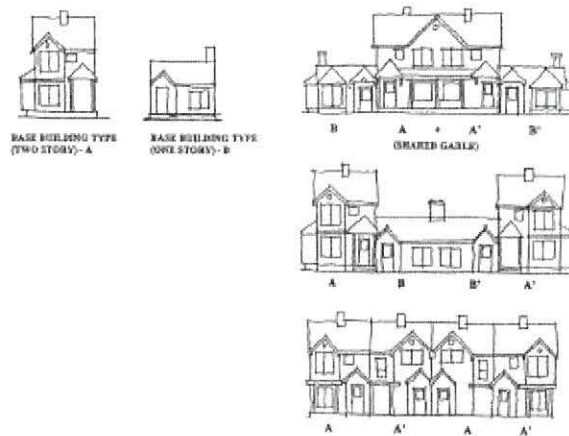 BASE BUILDING TYPE
(TWO STORY) - A
BASE BUILDING TYPE
(ONE STORY) - B
B A + A' B'
(SHARED GABLE)
A B B' A'
A A' A A'